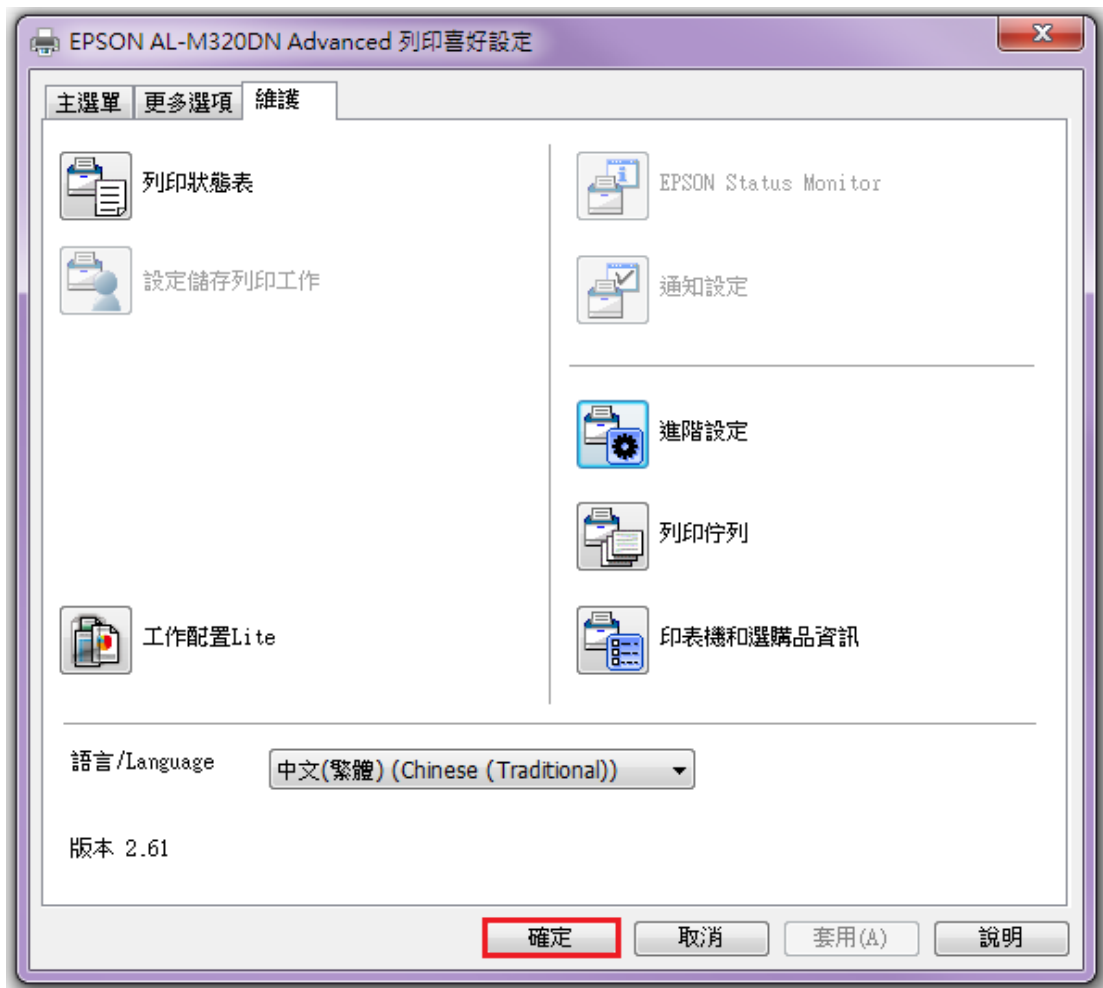 EPSON AL-M320DN Advanced 列印喜好設定
主選單 更多選項 維護
列印狀態表
設定儲存列印工作
工作配置Lite
EPSON Status Monitor
通知設定
進階設定
列印佇列
印表機和選購品資訊
語言/Language 中文(繁體) (Chinese (Traditional))
版本 2.61
確定 取消 套用(A) 說明